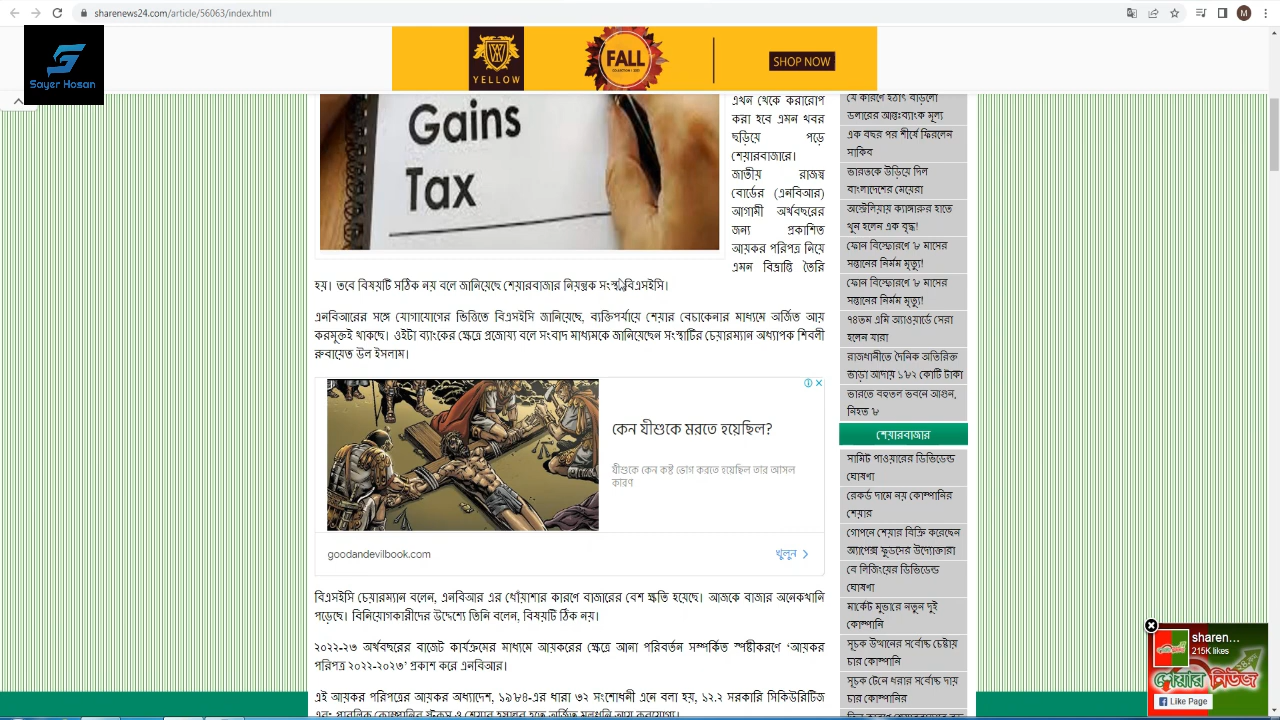 sharenews24.com/article/56063/index.html
M
Sayer Hosan
YELLOW
FALL
SHOP NOW
Gains
Tax
এখন থেকে করারোপ
করা হবে এমন খবর
ছড়িয়ে পড়ে
শেয়ারবাজারে।
জাতীয় রাজস্ব
বোর্ডের (এনবিআর)
আগামী অর্থবছরের
জন্য প্রকাশিত
আয়কর পরিপত্র নিয়ে
এমন বিভ্রান্তি তৈরি
হয়। তবে বিষয়টি সঠিক নয় বলে জানিয়েছে শেয়ারবাজার নিয়ন্ত্রক সংস্থা বিএসইসি।
এনবিআরের সঙ্গে যোগাযোগের ভিত্তিতে বিএসইসি জানিয়েছে, ব্যক্তিপর্যায়ে শেয়ার বেচাকেনার মাধ্যমে অর্জিত আয়
করমুক্তই থাকছে। ওইটা ব্যাংকের ক্ষেত্রে প্রজোয্য বলে সংবাদ মাধ্যমকে জানিয়েছেন সংস্থাটির চেয়ারম্যান অধ্যাপক শিবলী
রুবায়েত উল ইসলাম।
কেন যীশুকে মরতে হয়েছিল?
যীশুকে কেন কষ্ট ভোগ করতে হয়েছিল তার আসল
কারণ
goodandevilbook.com
খুলুন
বিএসইসি চেয়ারম্যান বলেন, এনবিআর এর ধোঁয়াশার কারণে বাজারের বেশ ক্ষতি হয়েছে। আজকে বাজার অনেকখানি
পড়েছে। বিনিয়োগকারীদের উদ্দেশ্যে তিনি বলেন, বিষয়টি ঠিক নয়।
২০২২-২৩ অর্থবছরের বাজেট কার্যক্রমের মাধ্যমে আয়করের ক্ষেত্রে আনা পরিবর্তন সম্পর্কিত স্পষ্টীকরণে ‘আয়কর
পরিপত্র ২০২২-২০২৩’ প্রকাশ করে এনবিআর।
এই আয়কর পরিপত্রের আয়কর অধ্যাদেশ, ১৯৮৪-এর ধারা ৩২ সংশোধনী এনে বলা হয়, ১২.২ সরকারি সিকিউরিটিজ
যে কারণে হঠাৎ বাড়লো
ডলারের আন্তঃব্যাংক মূল্য
এক বছর পর শীর্ষে ফিরলেন
সাকিব
ভারতকে উড়িয়ে দিল
বাংলাদেশের মেয়েরা
অস্ট্রেলিয়ায় ক্যাঙ্গারুর হাতে
খুন হলেন এক বৃদ্ধ!
ফোন বিস্ফোরণে ৮ মাসের
সন্তানের নির্মম মৃত্যু!
ফোন বিস্ফোরণে ৮ মাসের
সন্তানের নির্মম মৃত্যু!
৭৪তম এমি অ্যাওয়ার্ডে সেরা
হলেন যারা
রাজধানীতে দৈনিক অতিরিক্ত
ভাড়া আদায় ১৮২ কোটি টাকা
ভারতে বহুতল ভবনে আগুন,
নিহত ৮
শেয়ারবাজার
সামিট পাওয়ারের ডিভিডেন্ড
ঘোষণা
রেকর্ড দামে নয় কোম্পানির
শেয়ার
গোপনে শেয়ার বিক্রি করেছেন
অ্যাপেক্স ফুডসের উদ্যোক্তারা
বে লিজিংয়ের ডিভিডেন্ড
ঘোষণা
মার্কেট মুভারে নতুন দুই
কোম্পানি
সূচক উত্থানের সর্বোচ্চ চেষ্টায়
চার কোম্পানি
সূচক টেনে ধরার সর্বোচ্চ দায়
চার কোম্পানির
sharen...
215K likes
শেয়ার নিউজ
Like Page